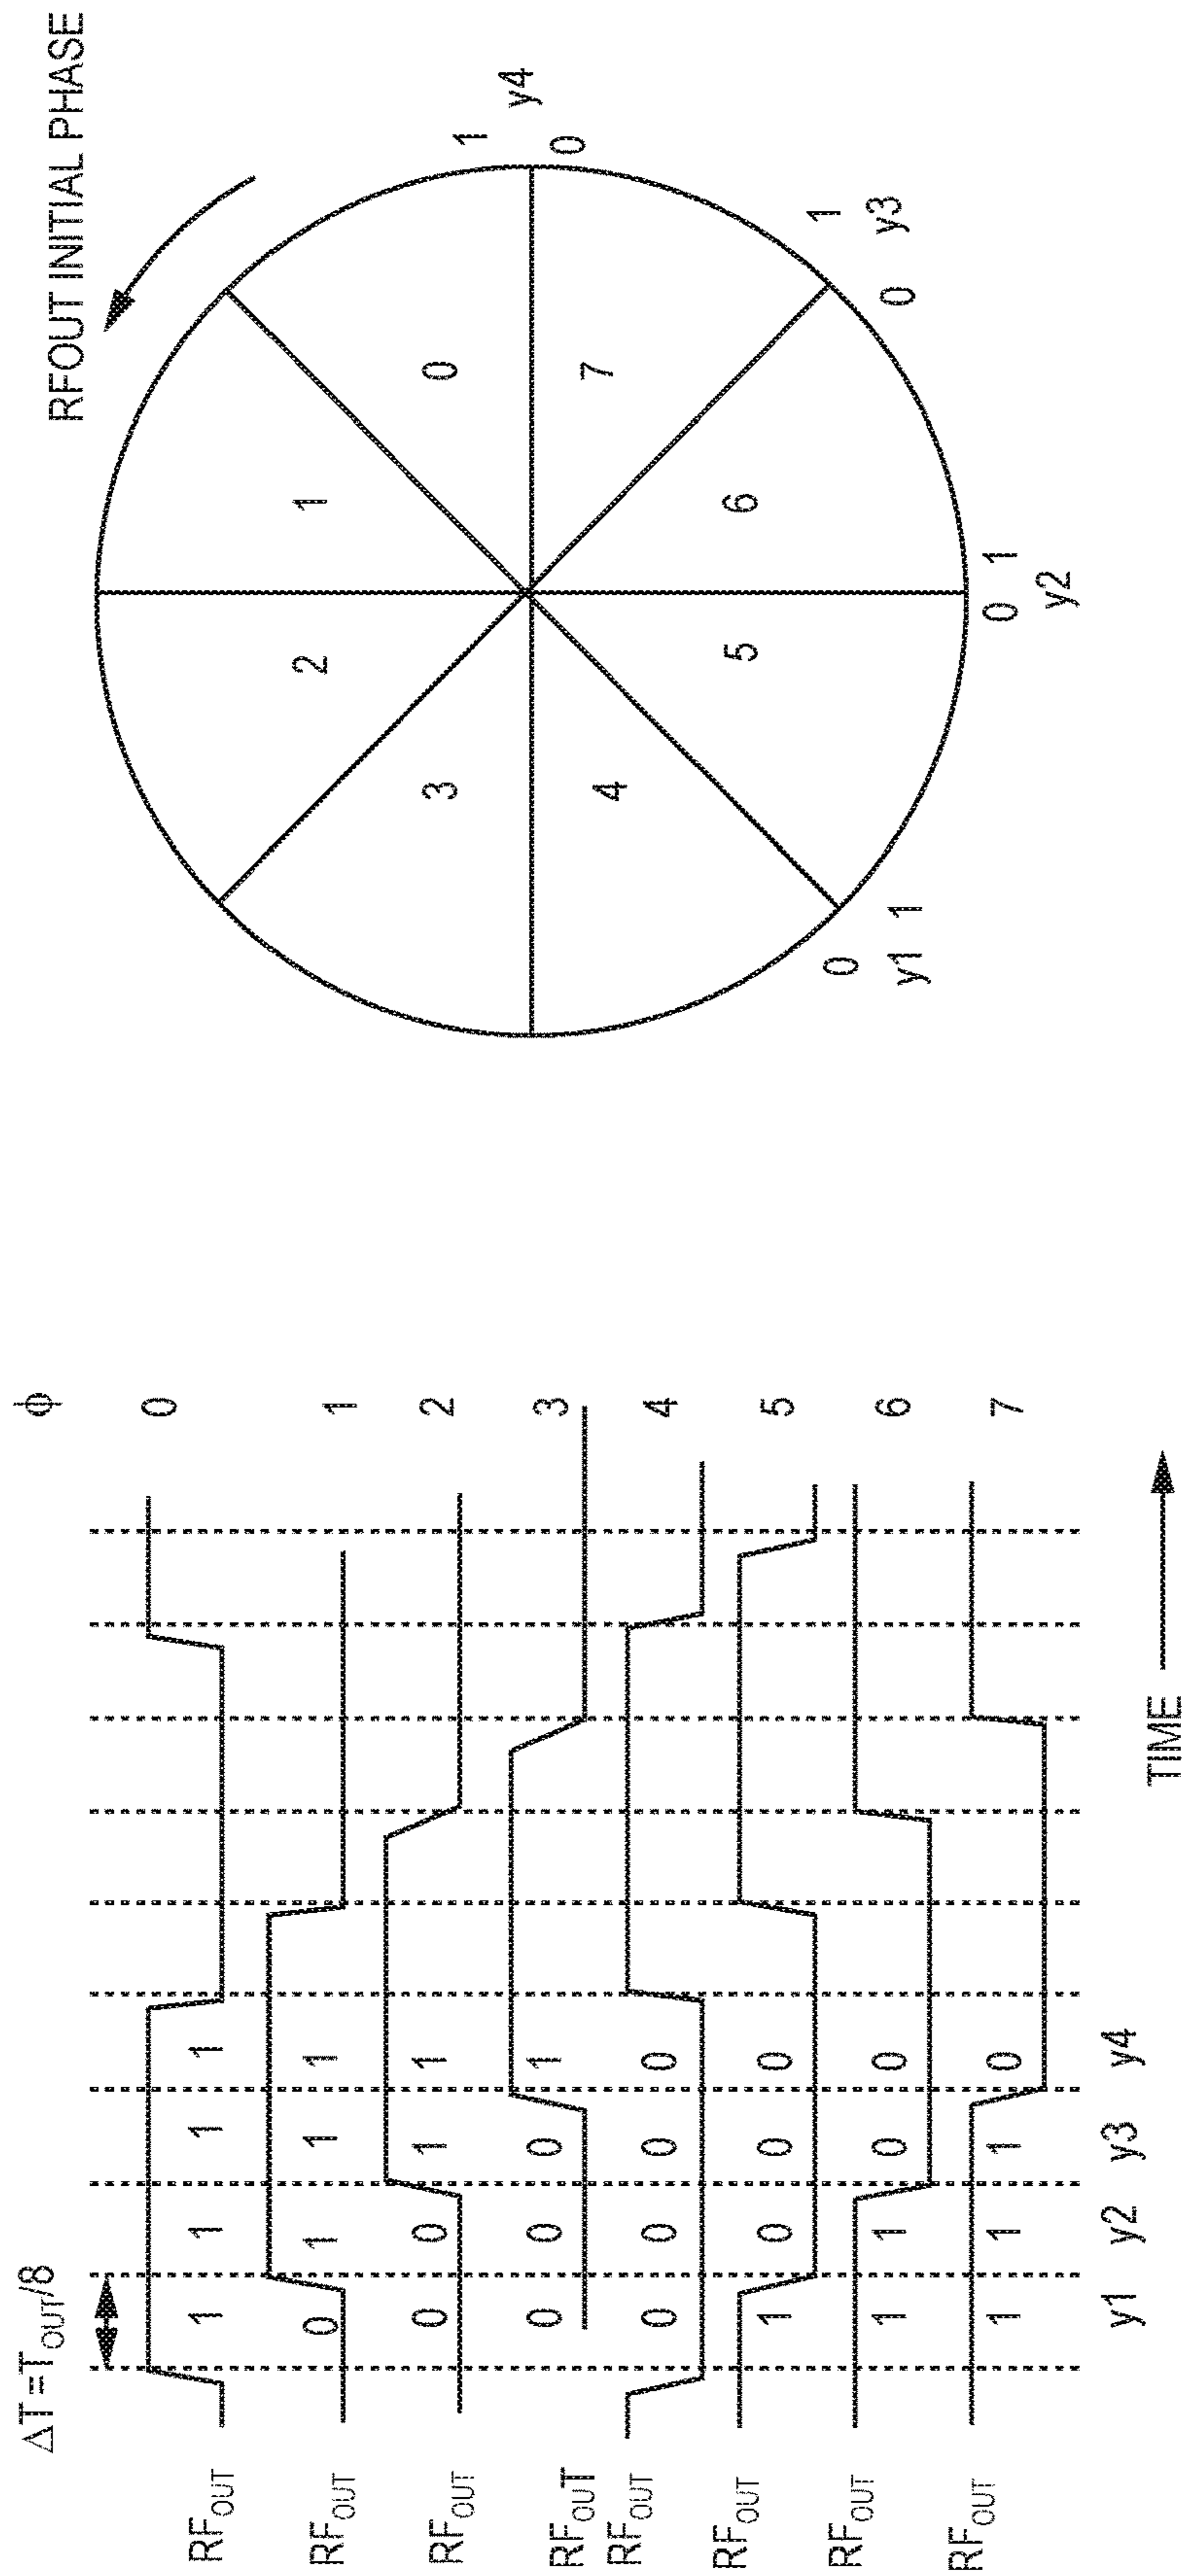 ΔT = T_OUT/8
ϕ
RF_OUT 1 1 1 1 0
RF_OUT 0 1 1 1 1
RF_OUT 0 0 1 1 2
RF_OUT 0 0 0 1 3
RF_OUT 0 0 0 0 4
RF_OUT 1 0 0 0 5
RF_OUT 1 1 0 0 6
RF_OUT 1 1 1 0 7
y1 y2 y3 y4
TIME
RFOUT INITIAL PHASE
0
1
2
3
4
5
6
7
0 1
y1
0 1
y2
0 1
y3
0 1
y4